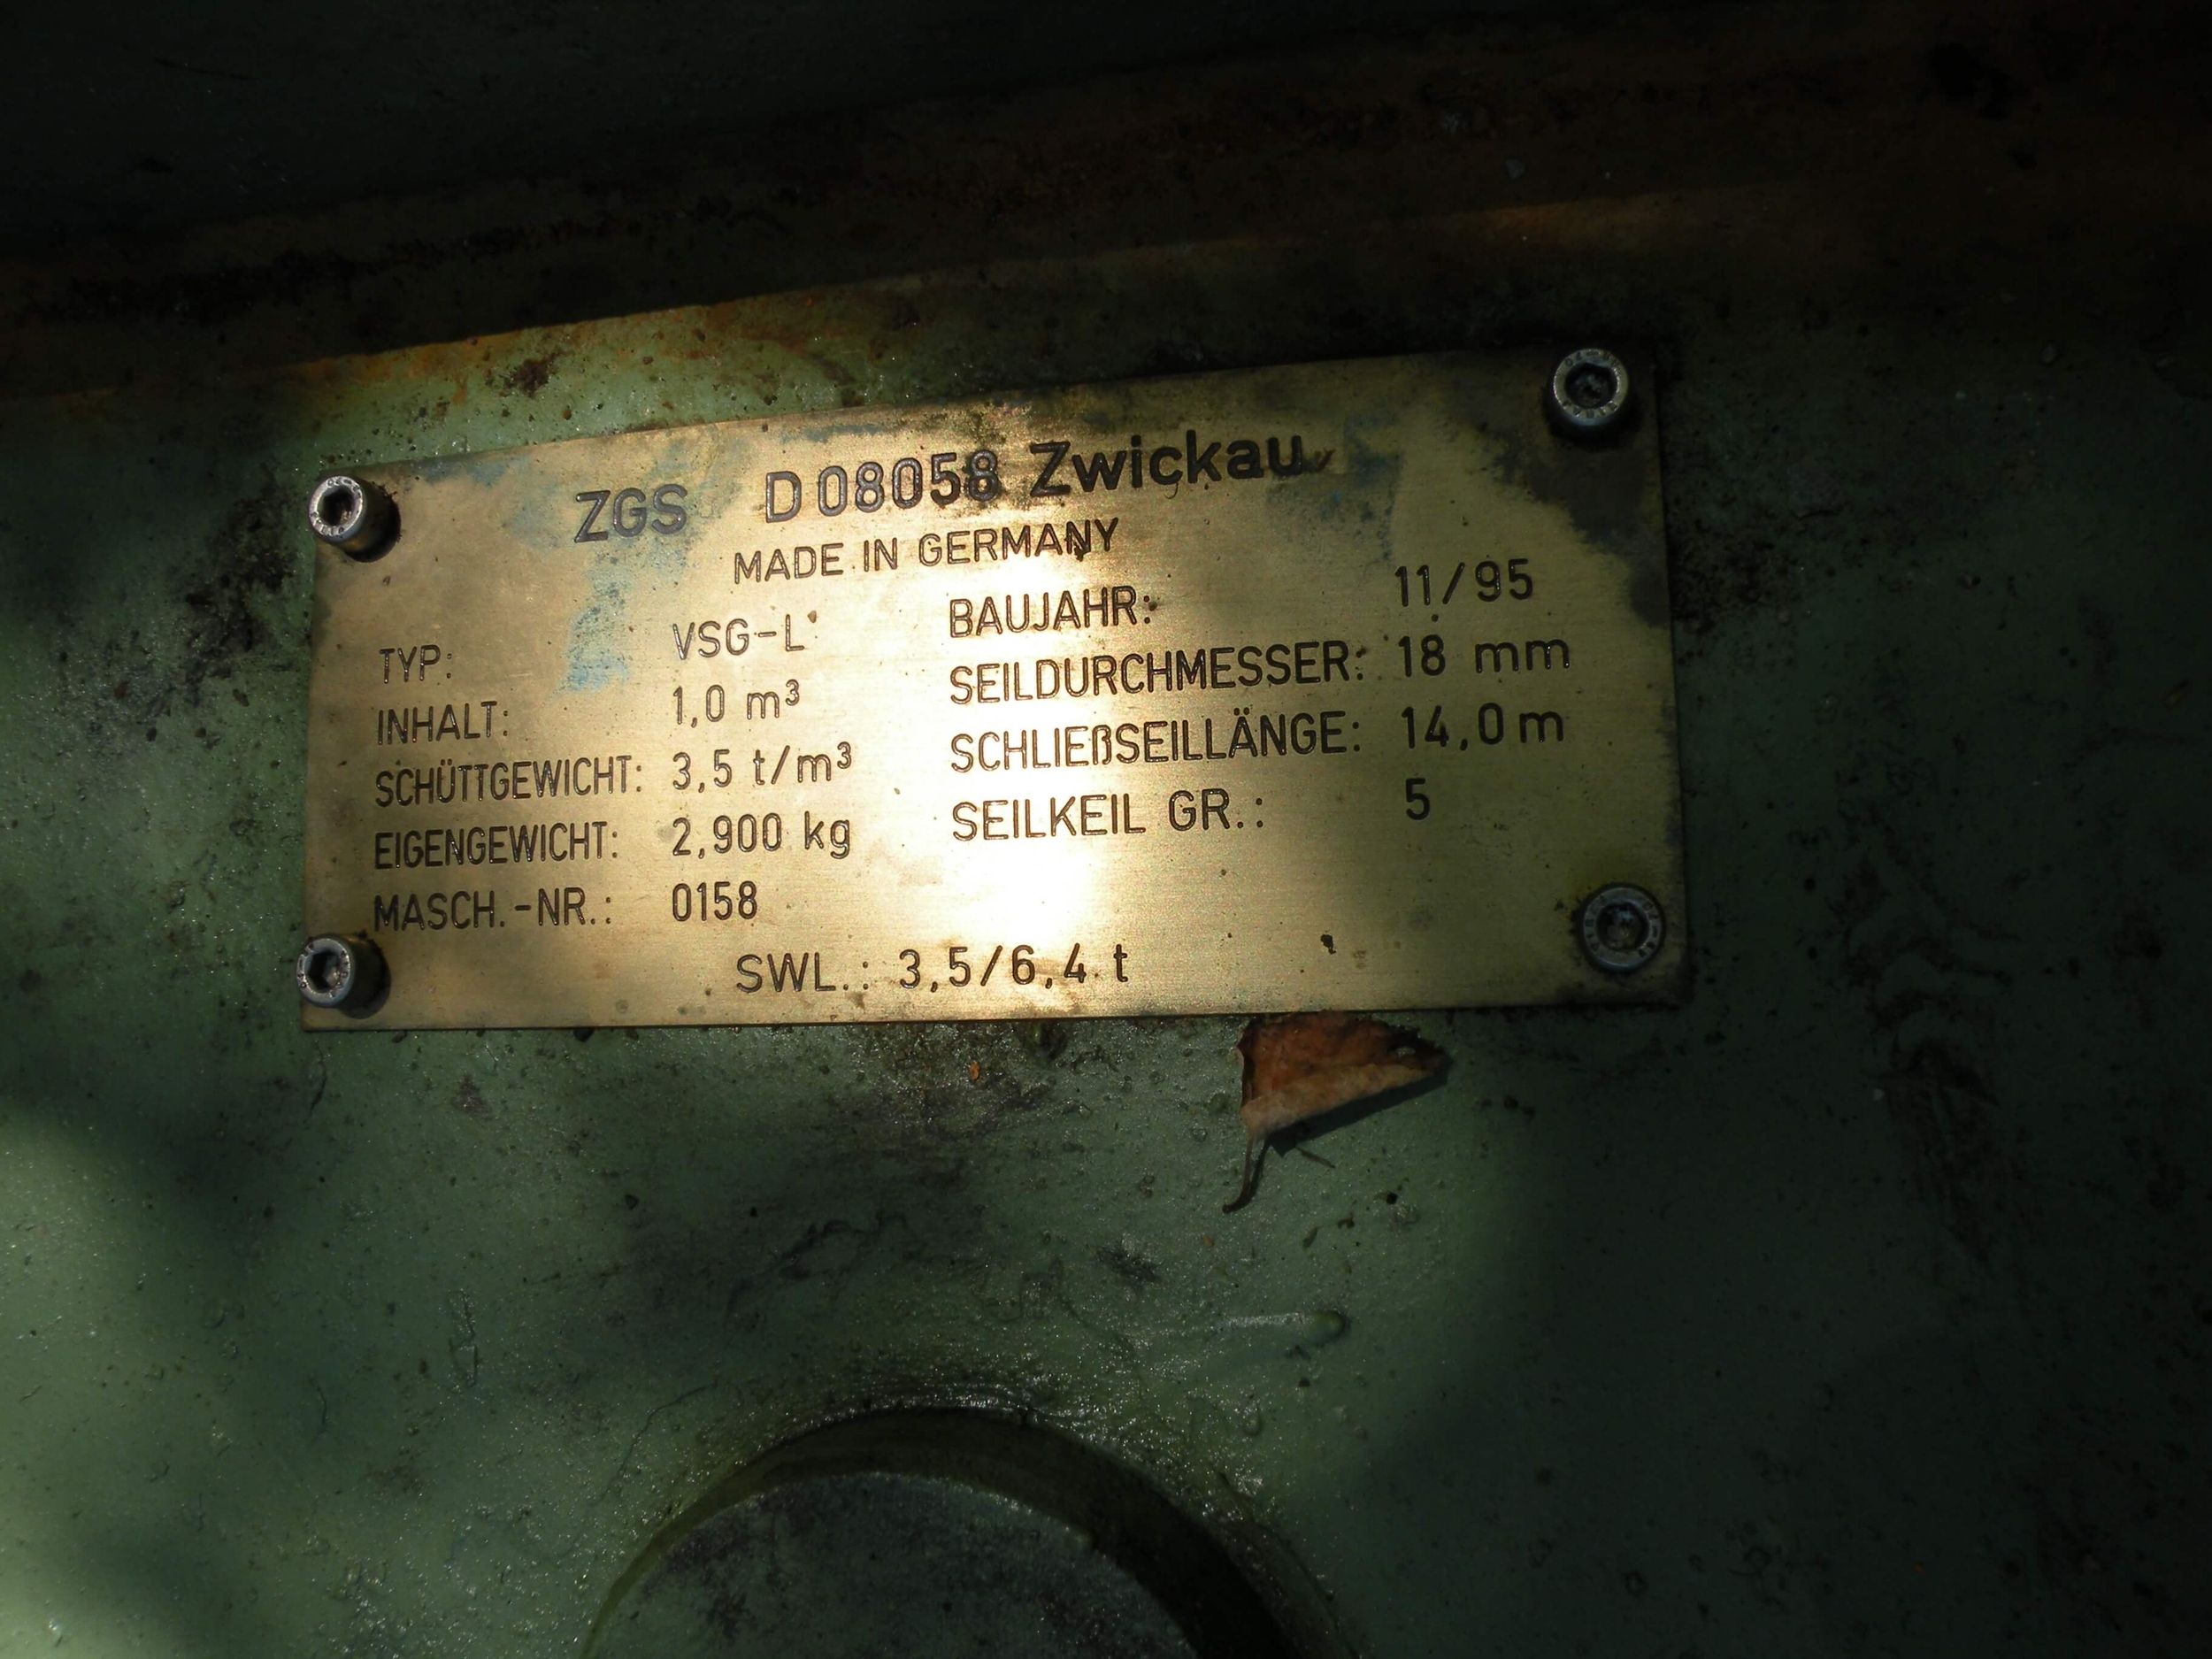 ZGS D 08058 Zwickau
MADE IN GERMANY
TYP: VSG-L
INHALT: 1,0 m³
SCHÜTTGEWICHT: 3,5 t/m³
EIGENGEWICHT: 2,900 kg
MASCH.-NR.: 0158
BAUJAHR: 11/95
SEILDURCHMESSER: 18 mm
SCHLIEßSEILLÄNGE: 14,0 m
SEILKEIL GR.: 5
SWL.: 3,5/6,4 t